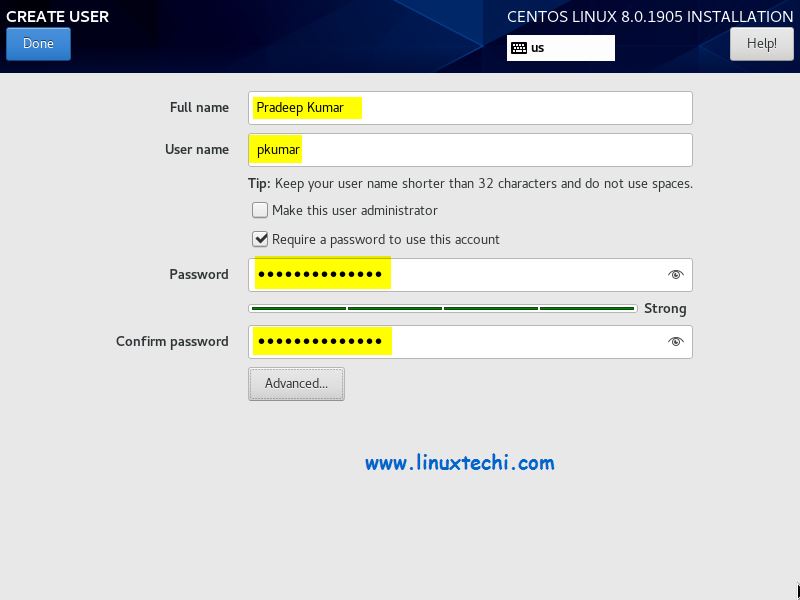 CREATE USER
CENTOS LINUX 8.0.1905 INSTALLATION
Done
us
Help!
Full name
Pradeep Kumar
User name
pkumar
Tip: Keep your user name shorter than 32 characters and do not use spaces.
Make this user administrator
Require a password to use this account
Password
●●●●●●●●●●●●●●
Strong
Confirm password
●●●●●●●●●●●●●●
Advanced...
www.linuxtechi.com